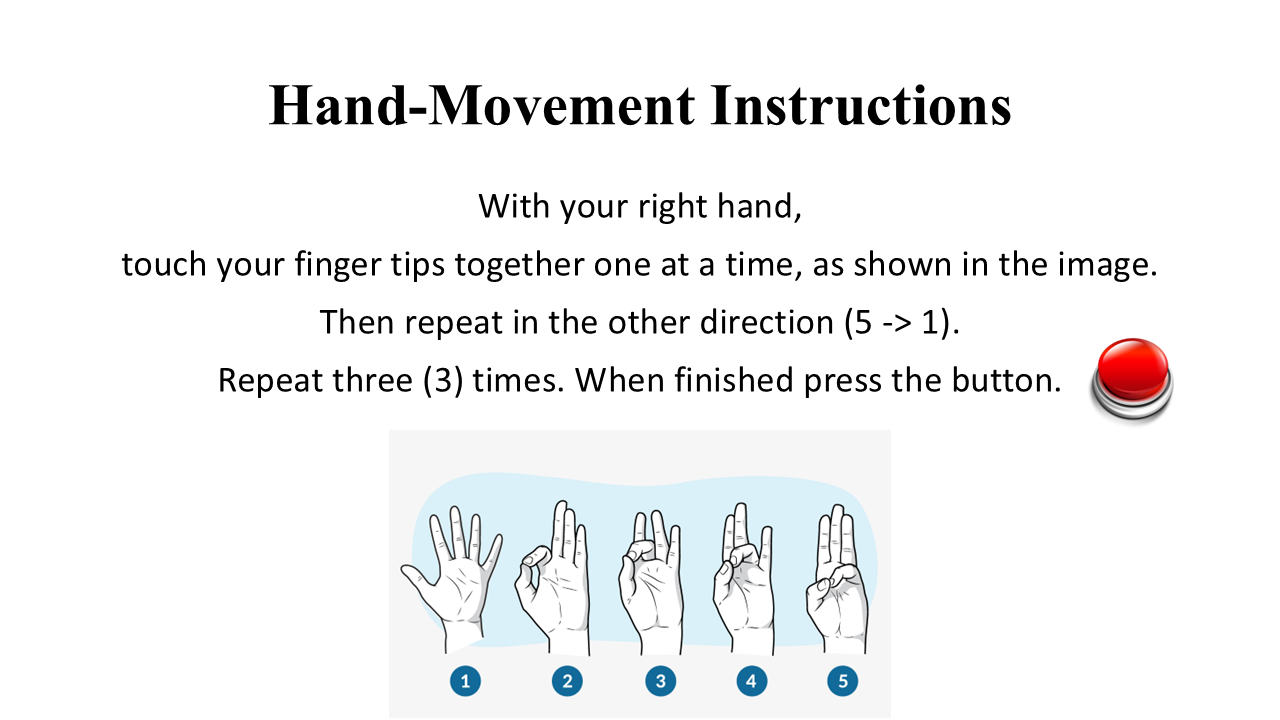 Hand-Movement Instructions
With your right hand,
touch your finger tips together one at a time, as shown in the image.
Then repeat in the other direction (5 -> 1).
Repeat three (3) times. When finished press the button.
1 2 3 4 5